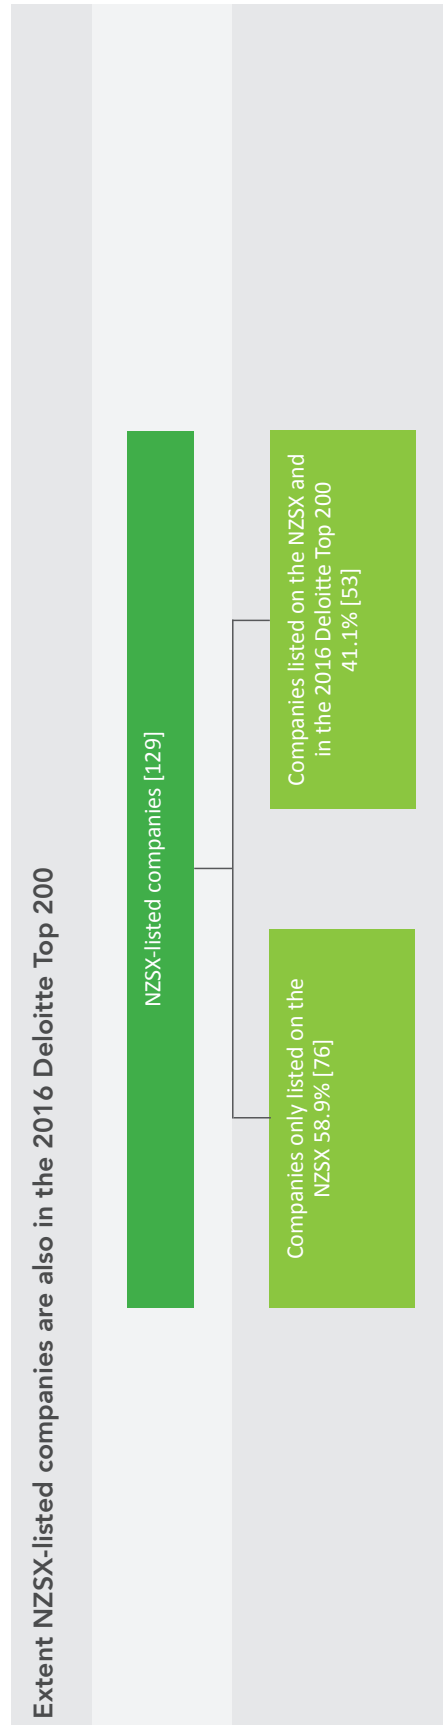 Extent NZSX-listed companies are also in the 2016 Deloitte Top 200
NZSX-listed companies [129]
Companies only listed on the
NZSX 58.9% [76]
Companies listed on the NZSX and
in the 2016 Deloitte Top 200
41.1% [53]